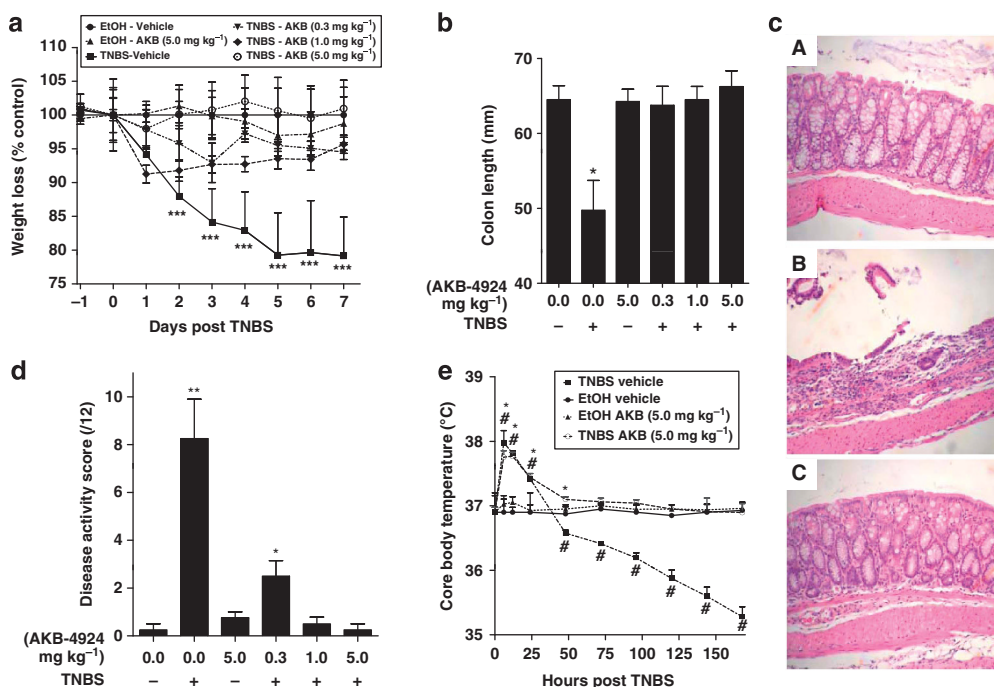 a
EtOH - Vehicle
EtOH - AKB (5.0 mg kg–1)
TNBS-Vehicle
TNBS - AKB (0.3 mg kg–1)
TNBS - AKB (1.0 mg kg–1)
TNBS - AKB (5.0 mg kg–1)
Weight loss (% control)
120
115
110
105
100
95
90
85
80
75
*** *** *** *** *** ***
–1 0 1 2 3 4 5 6 7
Days post TNBS
b
Colon length (mm)
80
70
60
50
40
*
(AKB-4924 mg kg–1)
0.0 0.0 5.0 0.3 1.0 5.0
TNBS – + – + + +
c
A
B
C
d
Disease activity score (/12)
10
8
6
4
2
0
**
*
(AKB-4924 mg kg–1)
0.0 0.0 5.0 0.3 1.0 5.0
TNBS – + – + + +
e
TNBS vehicle
EtOH vehicle
EtOH AKB (5.0 mg kg–1)
TNBS AKB (5.0 mg kg–1)
Core body temperature (°C)
39
38
37
36
35
* * * *
# # # # # # # # #
0 25 50 75 100 125 150
Hours post TNBS